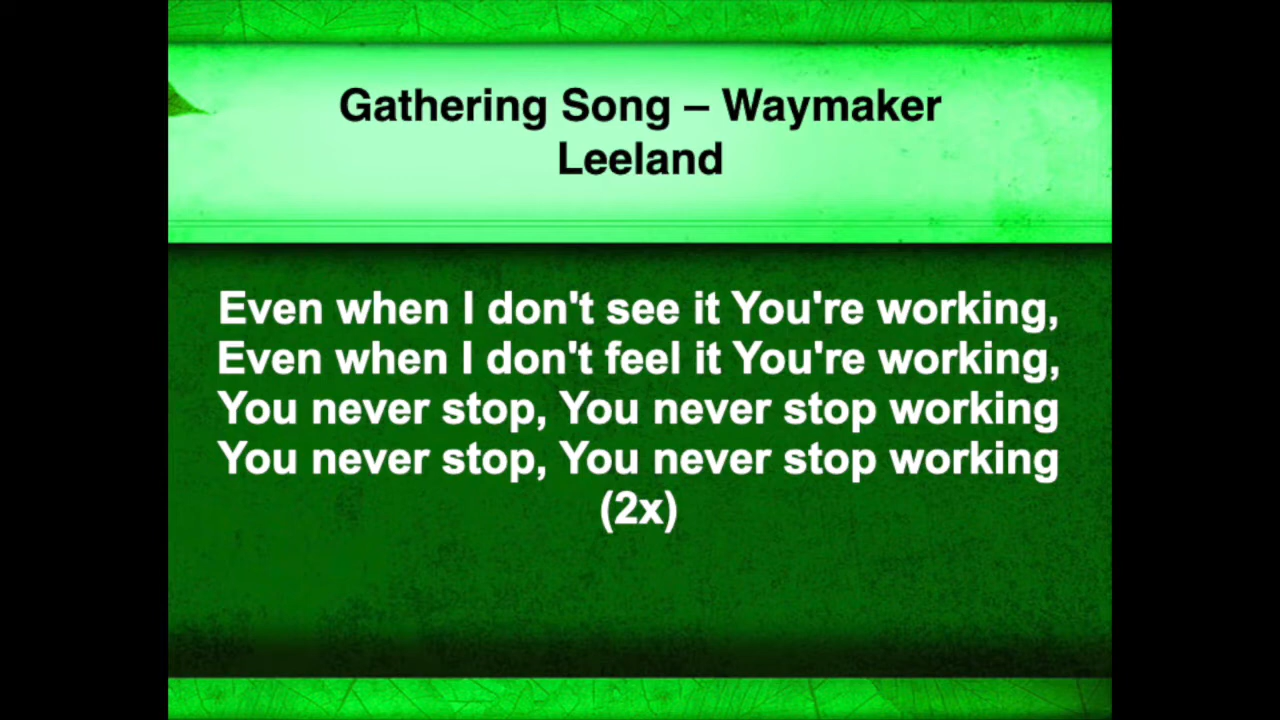 Gathering Song – Waymaker
Leeland
Even when I don't see it You're working,
Even when I don't feel it You're working,
You never stop, You never stop working
You never stop, You never stop working
(2x)